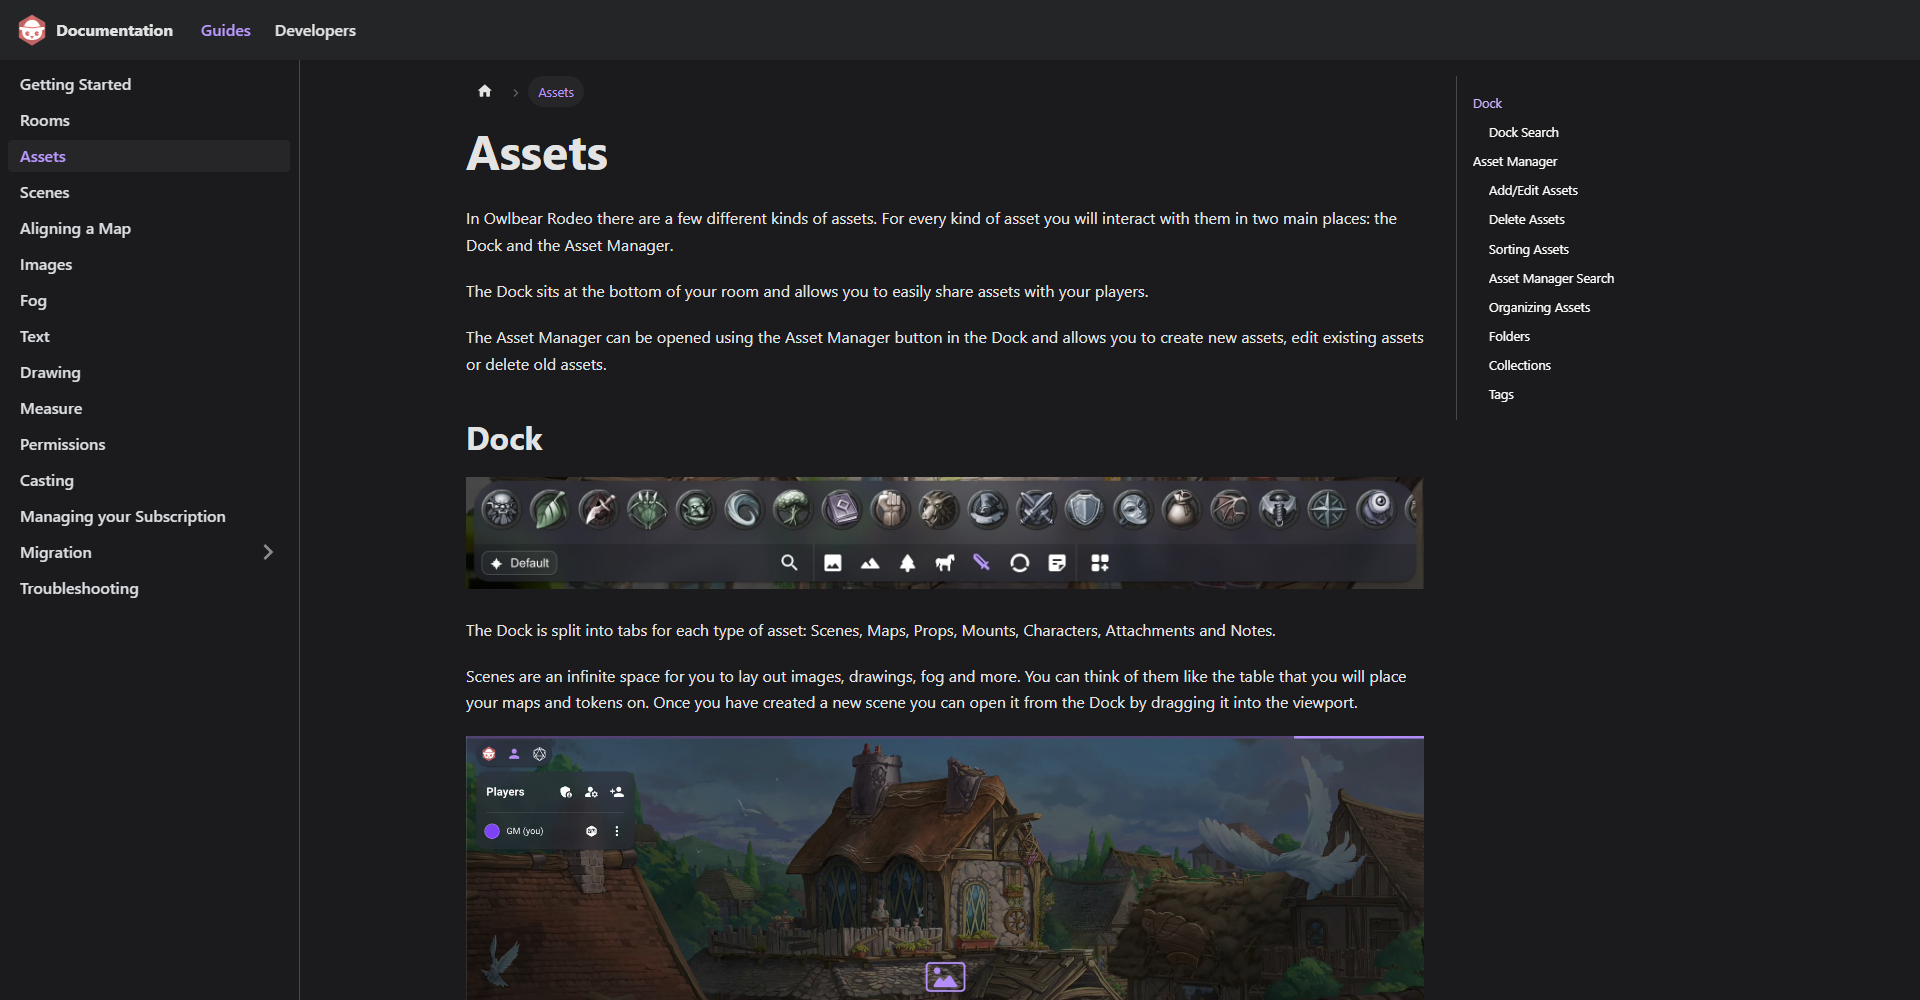 Documentation Guides Developers
Getting Started
Rooms
Assets
Scenes
Aligning a Map
Images
Fog
Text
Drawing
Measure
Permissions
Casting
Managing your Subscription
Migration
Troubleshooting
Assets
Assets
In Owlbear Rodeo there are a few different kinds of assets. For every kind of asset you will interact with them in two main places: the
Dock and the Asset Manager.
The Dock sits at the bottom of your room and allows you to easily share assets with your players.
The Asset Manager can be opened using the Asset Manager button in the Dock and allows you to create new assets, edit existing assets
or delete old assets.
Dock
Default
The Dock is split into tabs for each type of asset: Scenes, Maps, Props, Mounts, Characters, Attachments and Notes.
Scenes are an infinite space for you to lay out images, drawings, fog and more. You can think of them like the table that you will place
your maps and tokens on. Once you have created a new scene you can open it from the Dock by dragging it into the viewport.
Players
GM (you)
Dock
Dock Search
Asset Manager
Add/Edit Assets
Delete Assets
Sorting Assets
Asset Manager Search
Organizing Assets
Folders
Collections
Tags